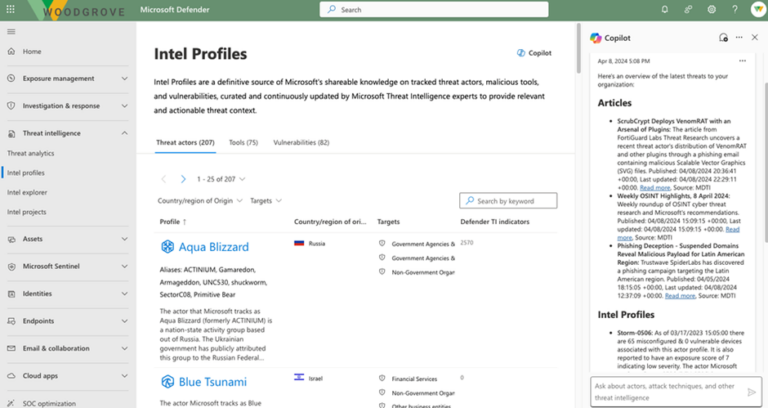 WOODGROVE
Microsoft Defender
Search
Home
Exposure management
Investigation & response
Threat intelligence
Threat analytics
Intel profiles
Intel explorer
Intel projects
Assets
Microsoft Sentinel
Identities
Endpoints
Email & collaboration
Cloud apps
SOC optimization
Intel Profiles
Copilot
Intel Profiles are a definitive source of Microsoft's shareable knowledge on tracked threat actors, malicious tools,
and vulnerabilities, curated and continuously updated by Microsoft Threat Intelligence experts to provide relevant
and actionable threat context.
Threat actors (207) Tools (75) Vulnerabilities (82)
1 - 25 of 207
Country/region of Origin Targets Search by keyword
Profile Country/region of ori... Targets Defender TI indicators
Aqua Blizzard Russia Government Agencies & 2570
Government Agencies &
Non-Government Orgar
Aliases: ACTINIUM, Gamaredon,
Armageddon, UNC530, shuckworm,
SectorC08, Primitive Bear
The actor that Microsoft tracks as
Aqua Blizzard (formerly ACTINIUM) is
a nation-state activity group based
out of Russia. The Ukrainian
government has publicly attributed
this group to the Russian Federal...
Blue Tsunami Israel Financial Services 0
Non-Government Orgar
Other business entities
The actor Microsoft tracks as Blue
Copilot
Apr 8, 2024 5:08 PM
Here's an overview of the latest threats to your
organization:
Articles
ScrubCrypt Deploys VenomRAT with an
Arsenal of Plugins: The article from
FortiGuard Labs Threat Research uncovers a
recent threat actor's distribution of VenomRAT
and other plugins through a phishing email
containing malicious Scalable Vector Graphics
(SVG) files. Published: 04/08/2024 20:36:41
+00:00, Last updated: 04/08/2024 22:29:11
+00:00. Read more, Source: MDTI
Weekly OSINT Highlights, 8 April 2024:
Weekly roundup of OSINT cyber threat
research and Microsoft's recommendations.
Published: 04/08/2024 15:09:15 +00:00, Last
updated: 04/08/2024 15:09:15 +00:00. Read
more, Source: MDTI
Phishing Deception - Suspended Domains
Reveal Malicious Payload for Latin American
Region: Trustwave SpiderLabs has discovered
a phishing campaign targeting the Latin
American region. Published: 04/05/2024
18:15:05 +00:00, Last updated: 04/08/2024
12:37:09 +00:00. Read more, Source: MDTI
Intel Profiles
Storm-0506: As of 03/17/2023 15:05:00 there
are 65 misconfigured & 0 vulnerable devices
associated with this actor profile. It is also
reported to have an exposure score of 7
indicating low severity. The actor Microsoft
Ask about actors, attack techniques, and other
threat intelligence